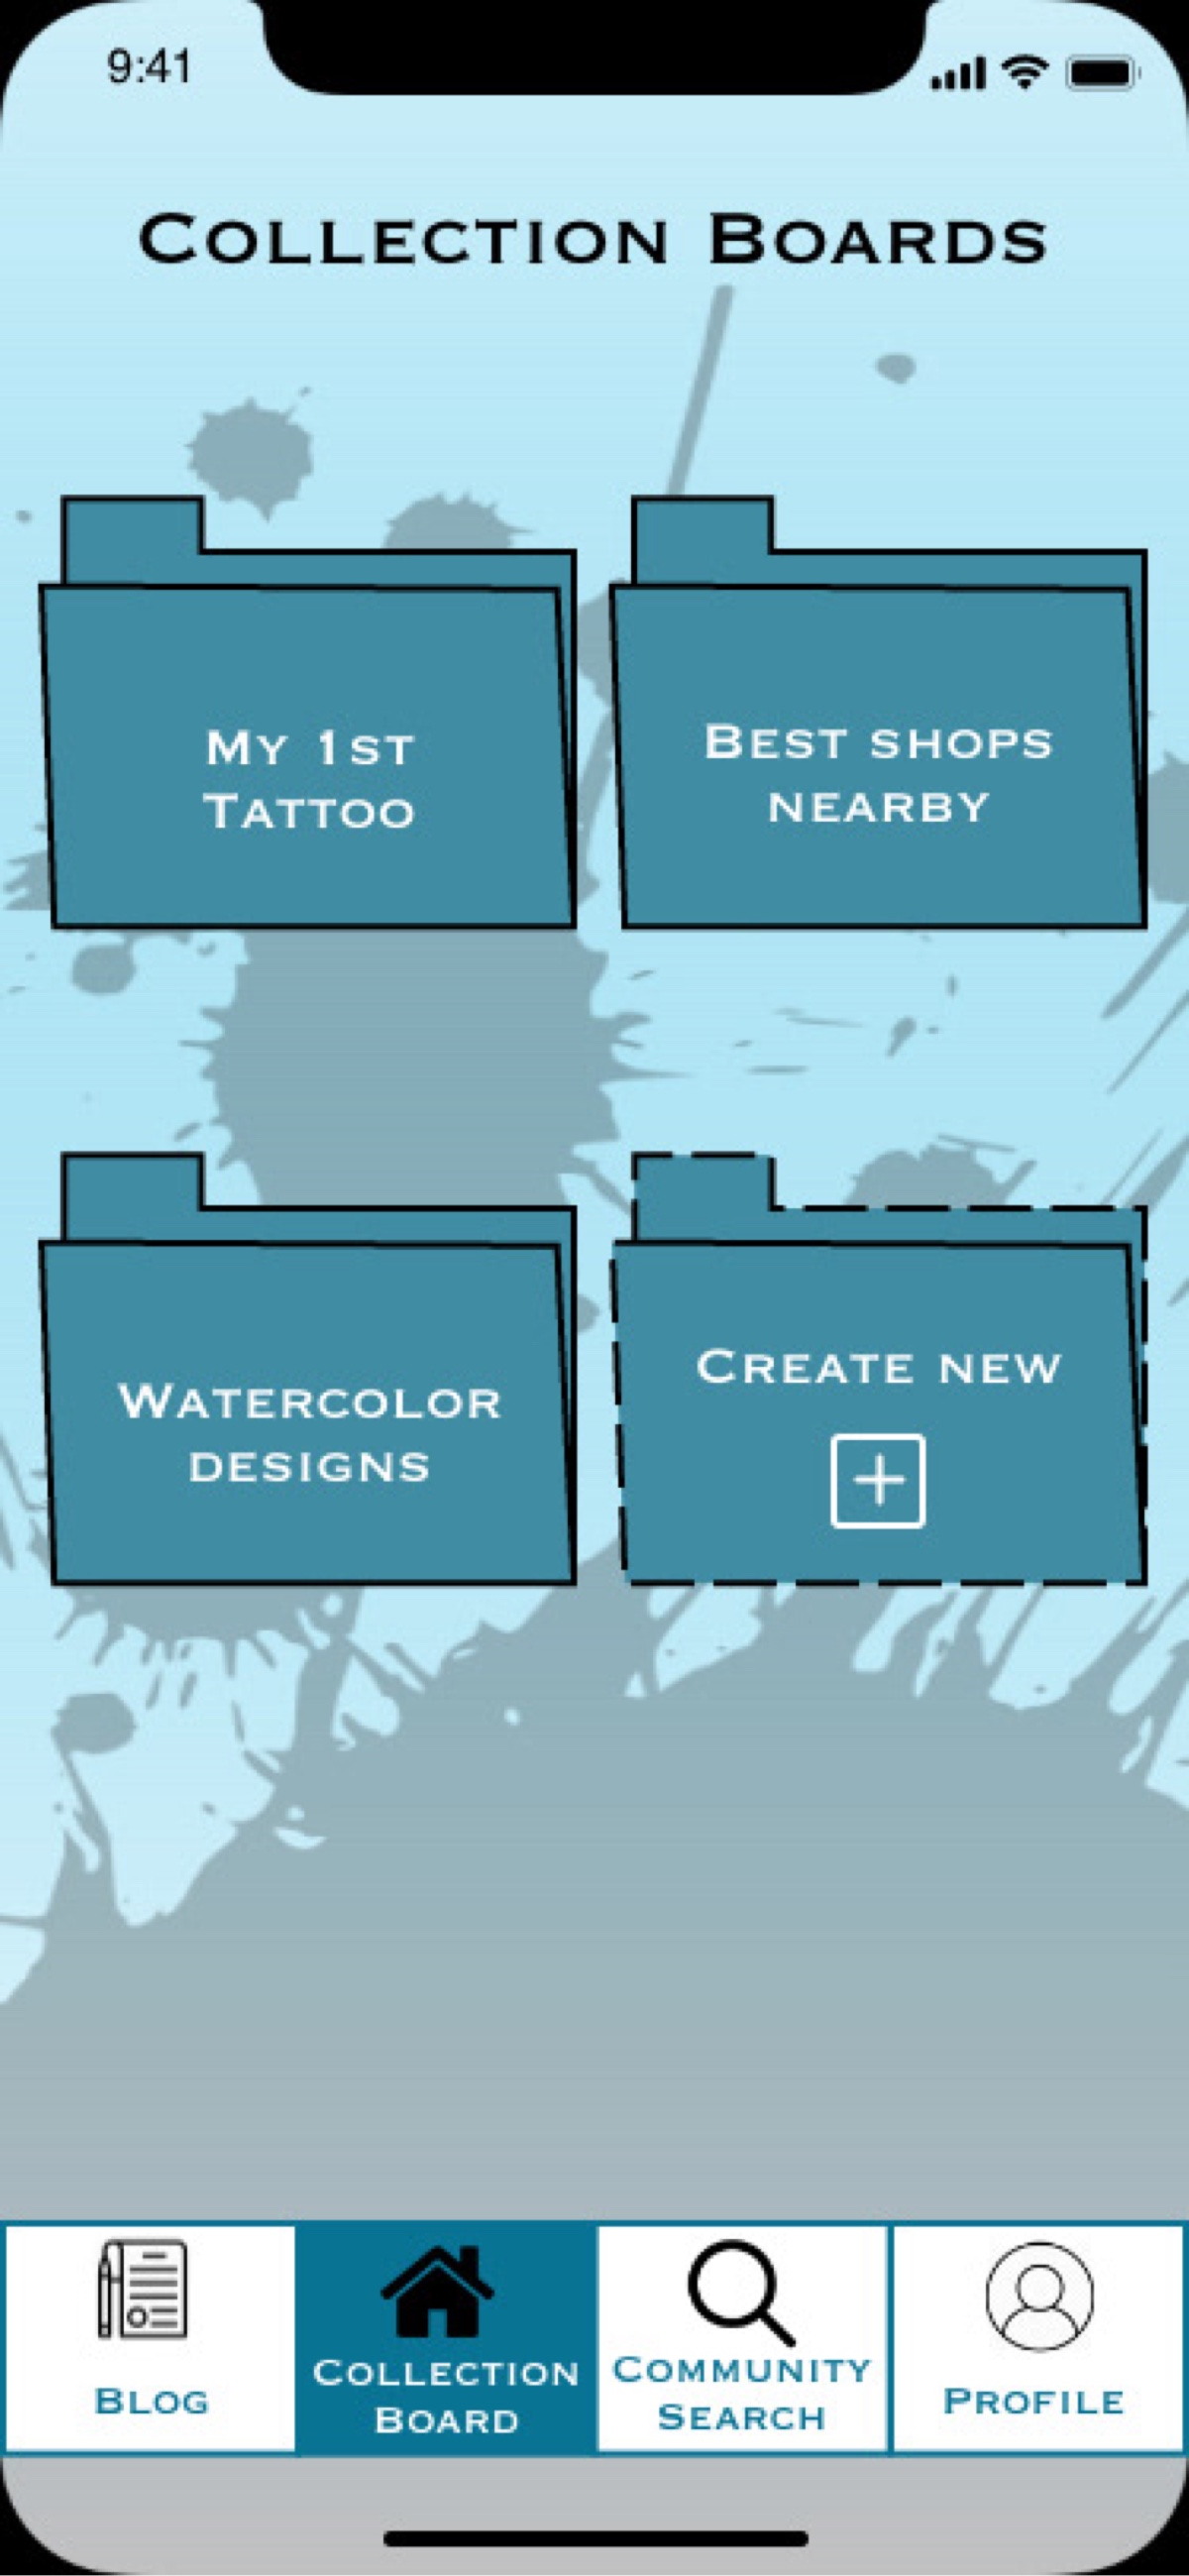 9:41
Collection Boards
My 1st
Tattoo
Best shops
nearby
Watercolor
designs
Create new
Blog
Collection
Board
Community
Search
Profile